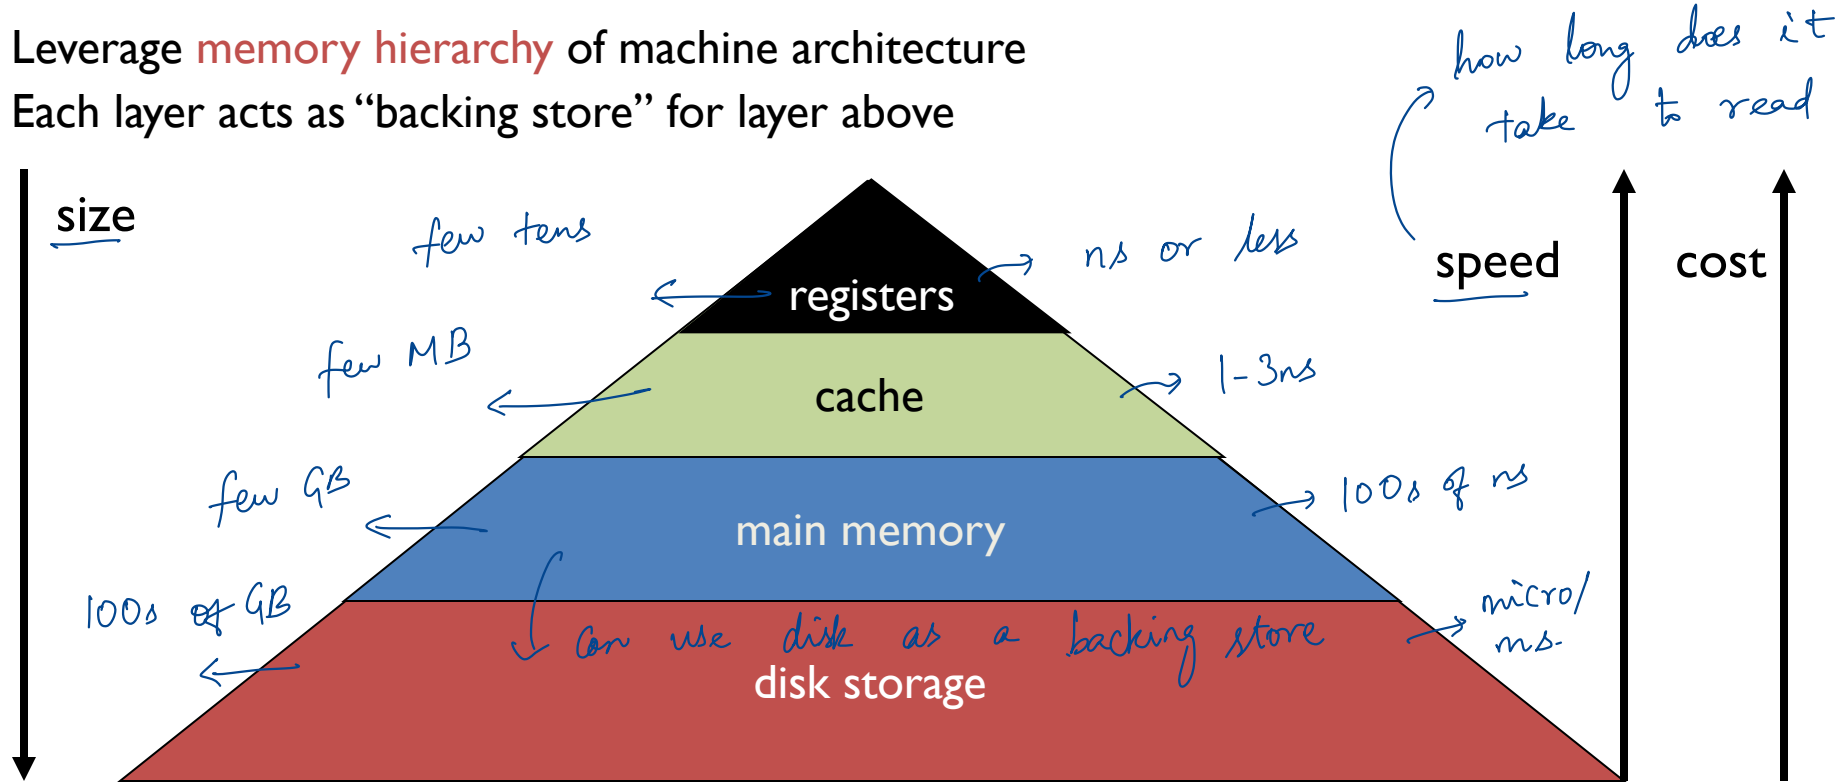 Leverage memory hierarchy of machine architecture
Each layer acts as “backing store” for layer above
how long does it
take to read
size
speed
cost
few tens
registers
ns or less
few MB
cache
1-3ns
few GB
main memory
100s of ns
100s of GB
can use disk as a backing store
micro/
ms.
disk storage